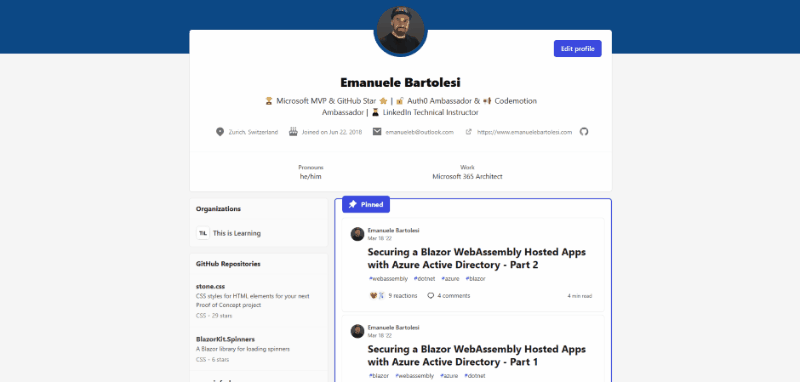 Edit profile
Emanuele Bartolesi
Microsoft MVP & GitHub Star | Auth0 Ambassador & Codemotion
Ambassador | LinkedIn Technical Instructor
Zurich, Switzerland Joined on Jun 22, 2018 emanueleb@outlook.com https://www.emanuelebartolesi.com
Pronouns
he/him
Work
Microsoft 365 Architect
Organizations
This is Learning
GitHub Repositories
stone.css
CSS styles for HTML elements for your next
Proof of Concept project
CSS • 29 stars
BlazorKit.Spinners
A Blazor library for loading spinners
CSS • 6 stars
Pinned
Emanuele Bartolesi
Mar 16 '22
Securing a Blazor WebAssembly Hosted Apps
with Azure Active Directory - Part 2
#webassembly #dotnet #azure #blazor
9 reactions 4 comments 4 min read
Emanuele Bartolesi
Mar 16 '22
Securing a Blazor WebAssembly Hosted Apps
with Azure Active Directory - Part 1
#blazor #webassembly #azure #dotnet